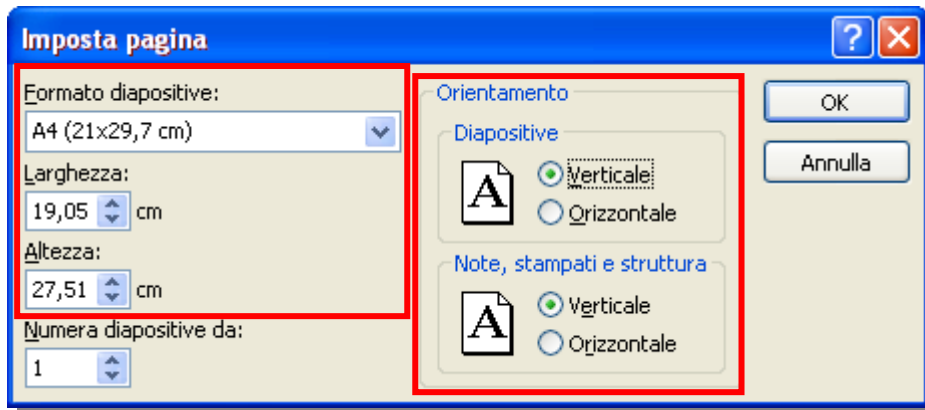 Imposta pagina
Formato diapositive:
A4 (21x29,7 cm)
Larghezza:
19,05 cm
Altezza:
27,51 cm
Numera diapositive da:
1
Orientamento
Diapositive
A
Verticale
Orizzontale
Note, stampati e struttura
A
Verticale
Orizzontale
OK
Annulla